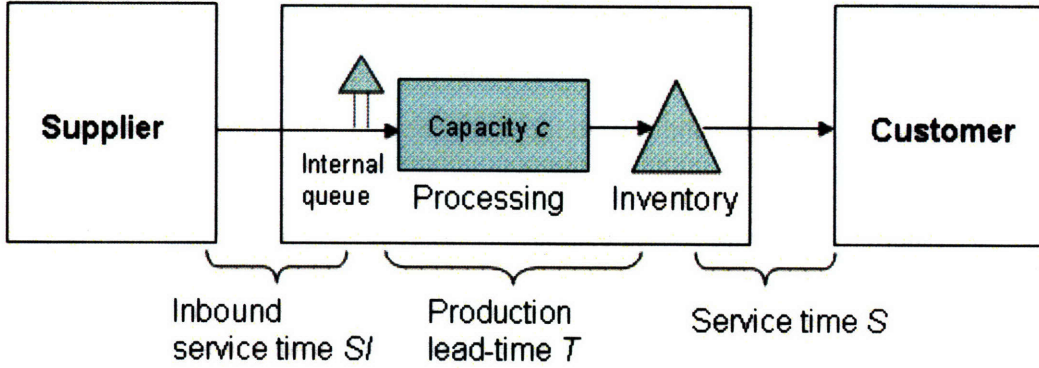 Supplier
Capacity c
Customer
Internal
queue
Processing
Inventory
Inbound
service time SI
Production
lead-time T
Service time S